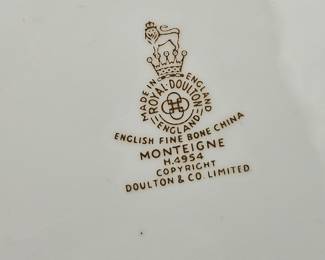 MADE IN ENGLAND
ROYAL·DOULTON
ENGLAND
ENGLISH FINE BONE CHINA
MONTEIGNE
H.4954
COPYRIGHT
DOULTON & CO. LIMITED